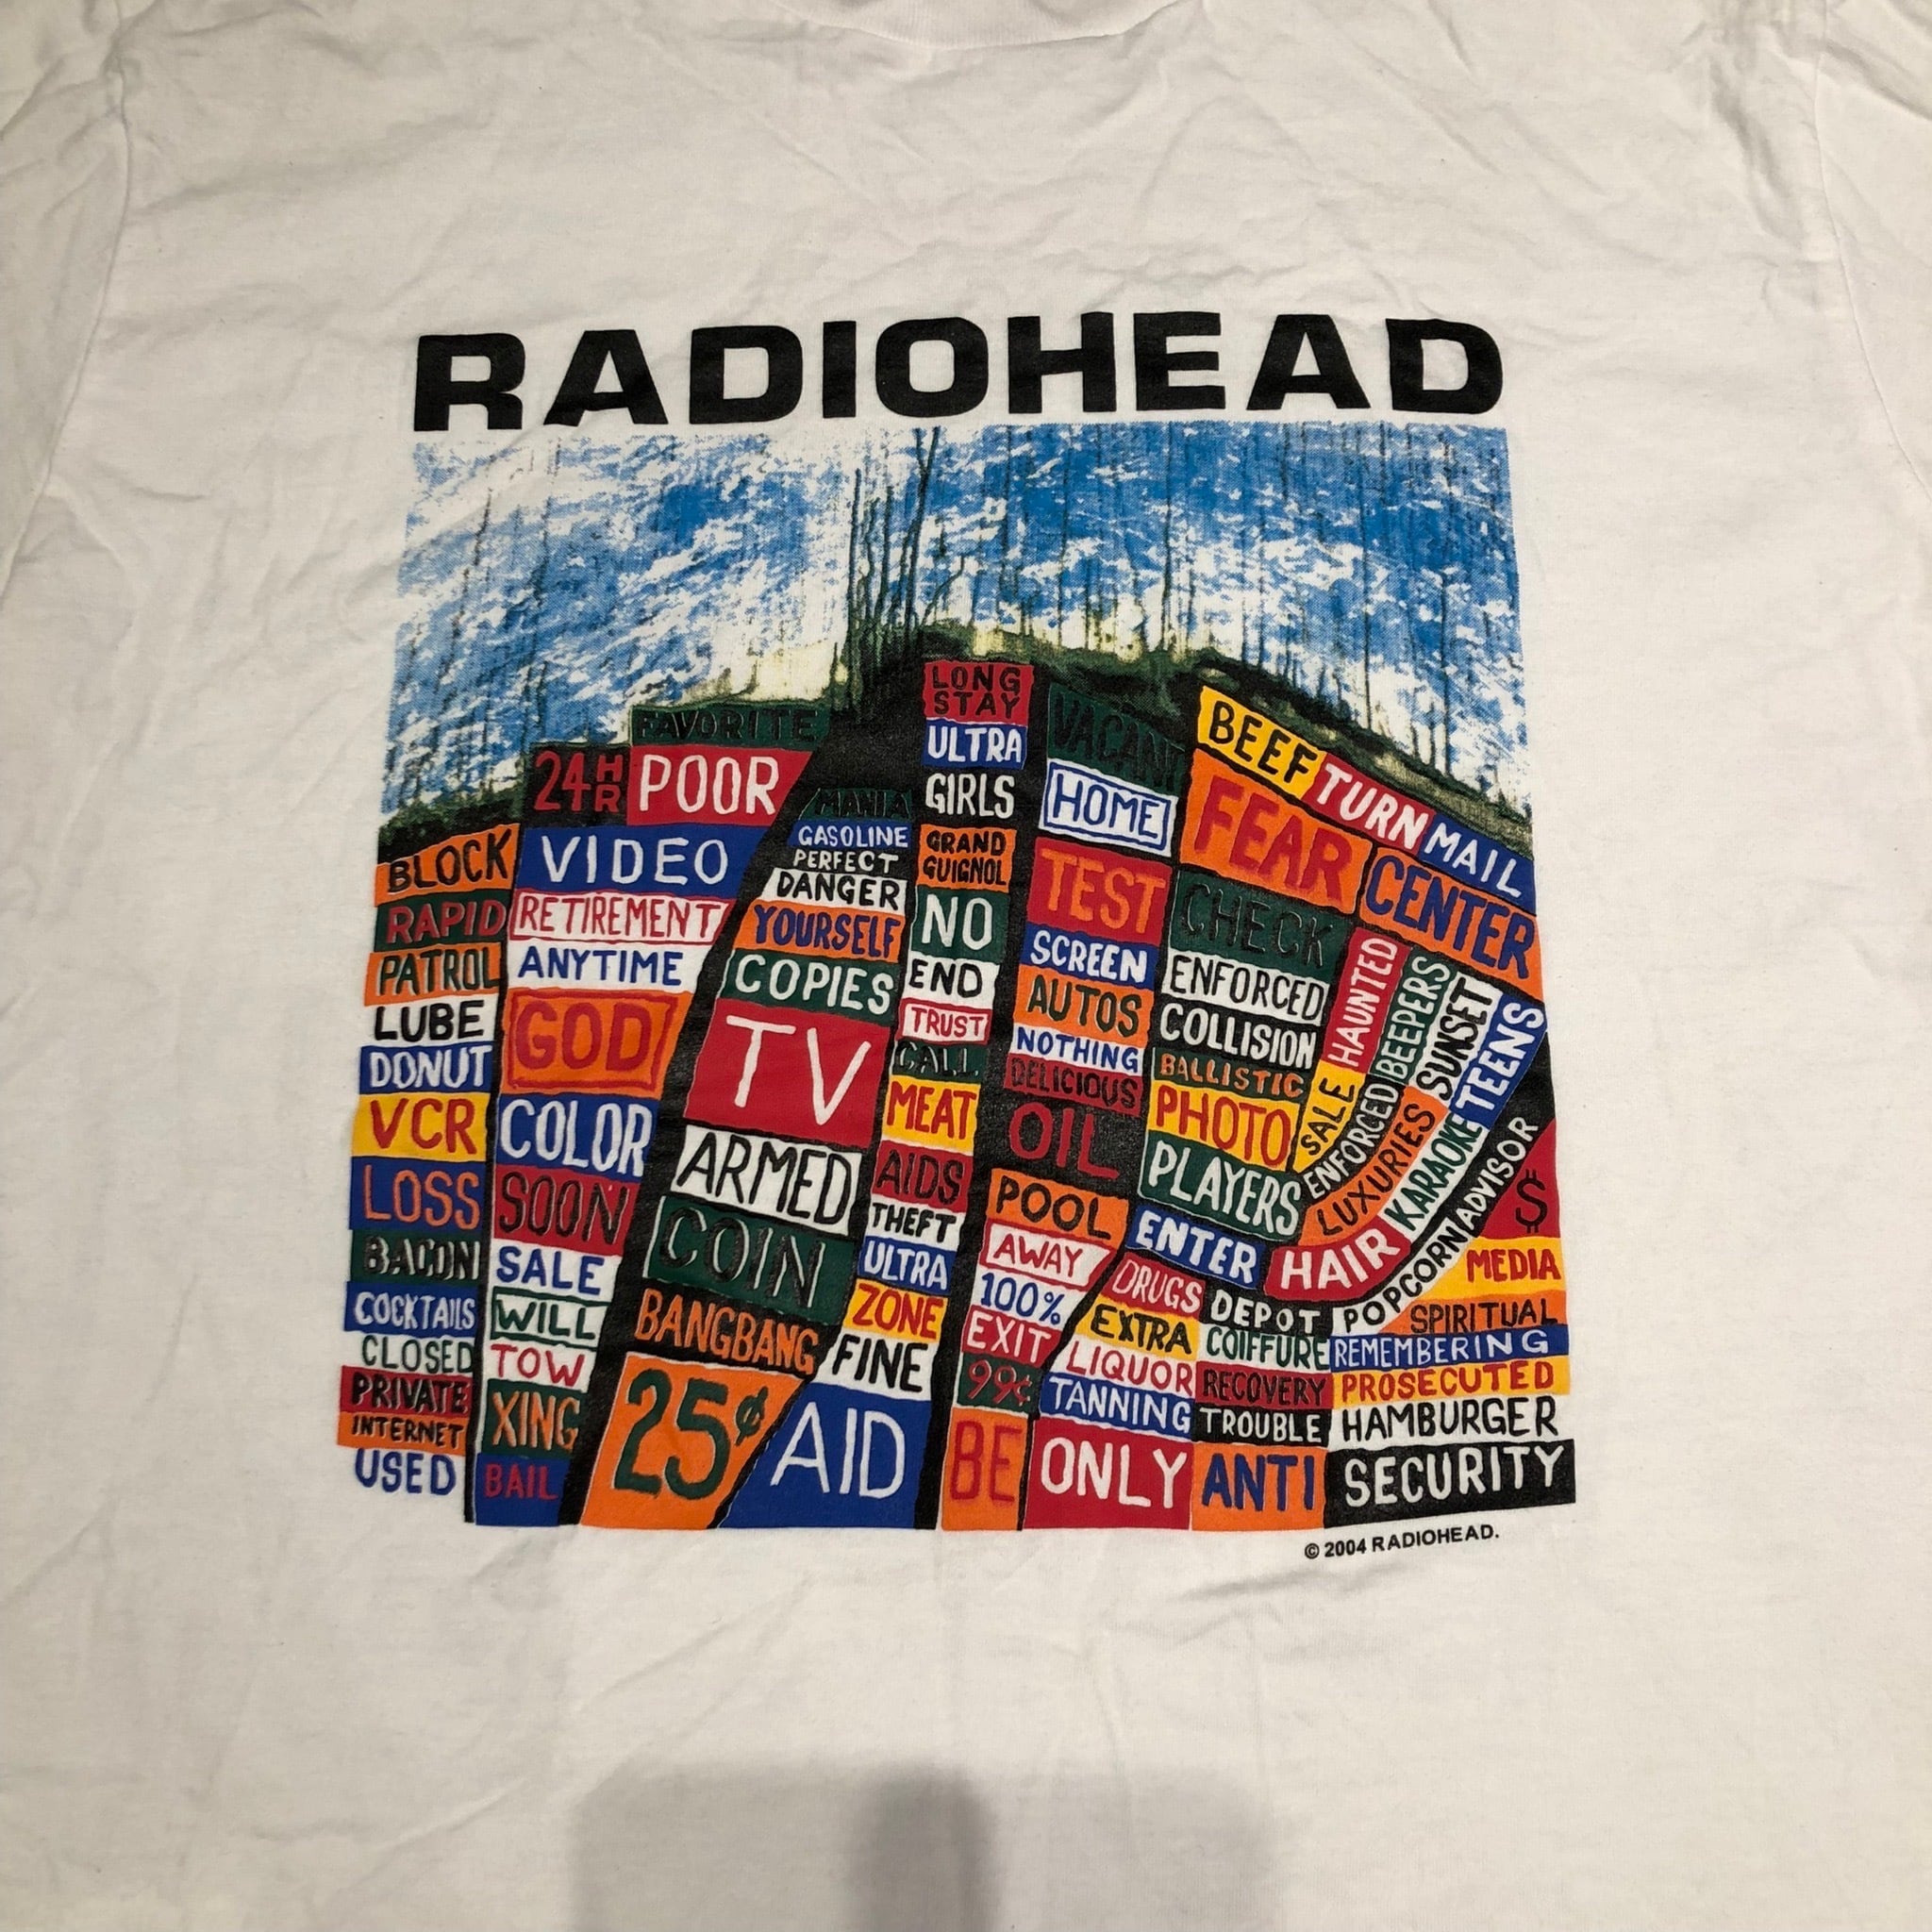 RADIOHEAD
BLOCK
RAPID
PATROL
LUBE
DONUT
VCR
LOSS
BACON
COCKTAILS
CLOSED
PRIVATE
INTERNET
USED
24HR
VIDEO
RETIREMENT
ANYTIME
GOD
COLOR
SOON
SALE
WILL
TOW
XING
BAIL
FAVORITE
POOR
MANIA
GASOLINE
PERFECT
DANGER
YOURSELF
COPIES
TV
ARMED
COIN
BANGBANG
25¢
LONG
STAY
ULTRA
GIRLS
GRAND
GUIGNOL
NO
END
TRUST
CALL
MEAT
AIDS
THEFT
ULTRA
ZONE
FINE
AID
VACANT
HOME
TEST
SCREEN
AUTOS
NOTHING
DELICIOUS
OIL
POOL
AWAY
100%
EXIT
99¢
BE
BEEF TURN MAIL
FEAR CENTER
CHECK
ENFORCED
COLLISION
BALLISTIC
PHOTO
PLAYERS
ENTER
SALE HAUNTED
ENFORCED BEEPERS
LUXURIES SUNSET
HAIR KARAOKE TEENS
POPCORN ADVISOR
$
MEDIA
SPIRITUAL
REMEMBERING
PROSECUTED
HAMBURGER
SECURITY
DRUGS
EXTRA
LIQUOR
TANNING
ONLY
DEPOT
COIFFURE
RECOVERY
TROUBLE
ANTI
© 2004 RADIOHEAD.